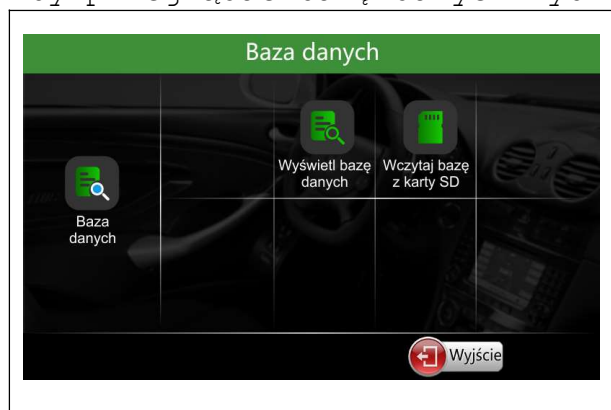 Baza danych
Wyświetl bazę
danych
Wczytaj bazę
z karty SD
Baza
danych
Wyjście